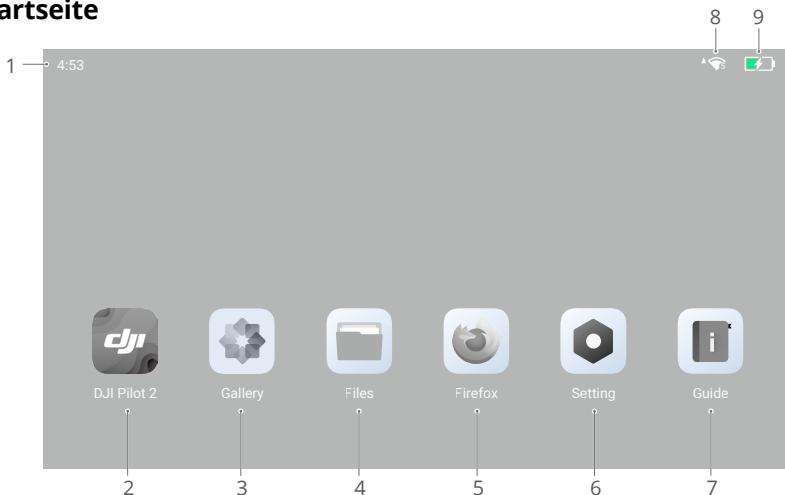 artseite
8 9
1 4:53
dji
DJI Pilot 2 Gallery Files Firefox Setting Guide
2 3 4 5 6 7